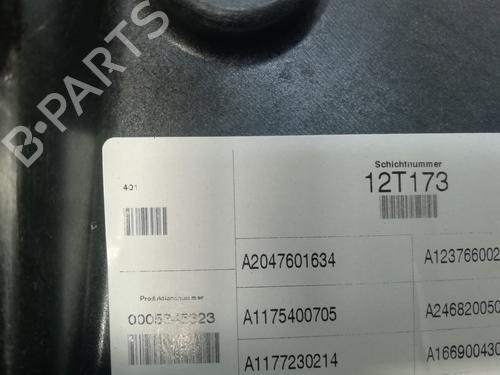 B-PARTS
401
Schichtnummer
12T173
A2047601634
A123766002
Produktionsnummer
A1175400705
A246820050
A1177230214
A166900430